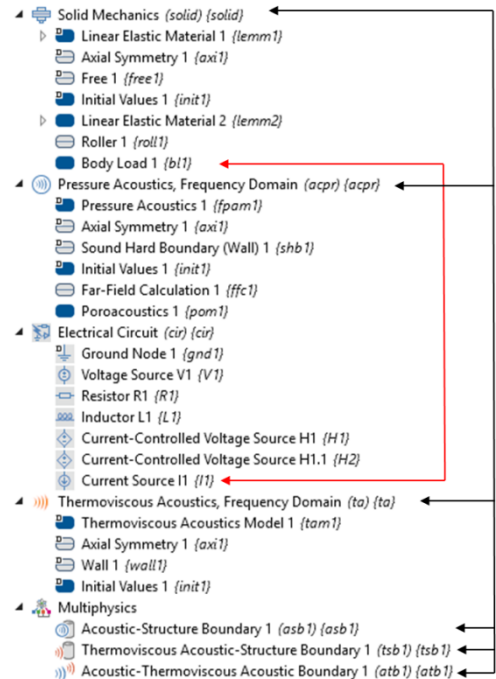 Solid Mechanics (solid) {solid}
Linear Elastic Material 1 {lemm1}
Axial Symmetry 1 {axi1}
Free 1 {free1}
Initial Values 1 {init1}
Linear Elastic Material 2 {lemm2}
Roller 1 {roll1}
Body Load 1 {bl1}
Pressure Acoustics, Frequency Domain (acpr) {acpr}
Pressure Acoustics 1 {fpam1}
Axial Symmetry 1 {axi1}
Sound Hard Boundary (Wall) 1 {shb1}
Initial Values 1 {init1}
Far-Field Calculation 1 {ffc1}
Poroacoustics 1 {pom1}
Electrical Circuit (cir) {cir}
Ground Node 1 {gnd1}
Voltage Source V1 {V1}
Resistor R1 {R1}
Inductor L1 {L1}
Current-Controlled Voltage Source H1 {H1}
Current-Controlled Voltage Source H1.1 {H2}
Current Source I1 {I1}
Thermoviscous Acoustics, Frequency Domain (ta) {ta}
Thermoviscous Acoustics Model 1 {tam1}
Axial Symmetry 1 {axi1}
Wall 1 {wall1}
Initial Values 1 {init1}
Multiphysics
Acoustic-Structure Boundary 1 (asb1) {asb1}
Thermoviscous Acoustic-Structure Boundary 1 (tsb1) {tsb1}
Acoustic-Thermoviscous Acoustic Boundary 1 (atb1) {atb1}